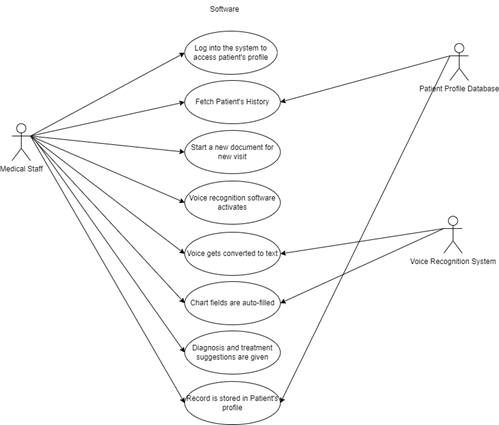 Software
Log into the system to
access patient's profile
Patient Profile Database
Fetch Patient's History
Medical Staff
Start a new document for
new visit
Voice recognition software
activates
Voice gets converted to text
Voice Recognition System
Chart fields are auto-filled
Diagnosis and treatment
suggestions are given
Record is stored in Patient's
profile